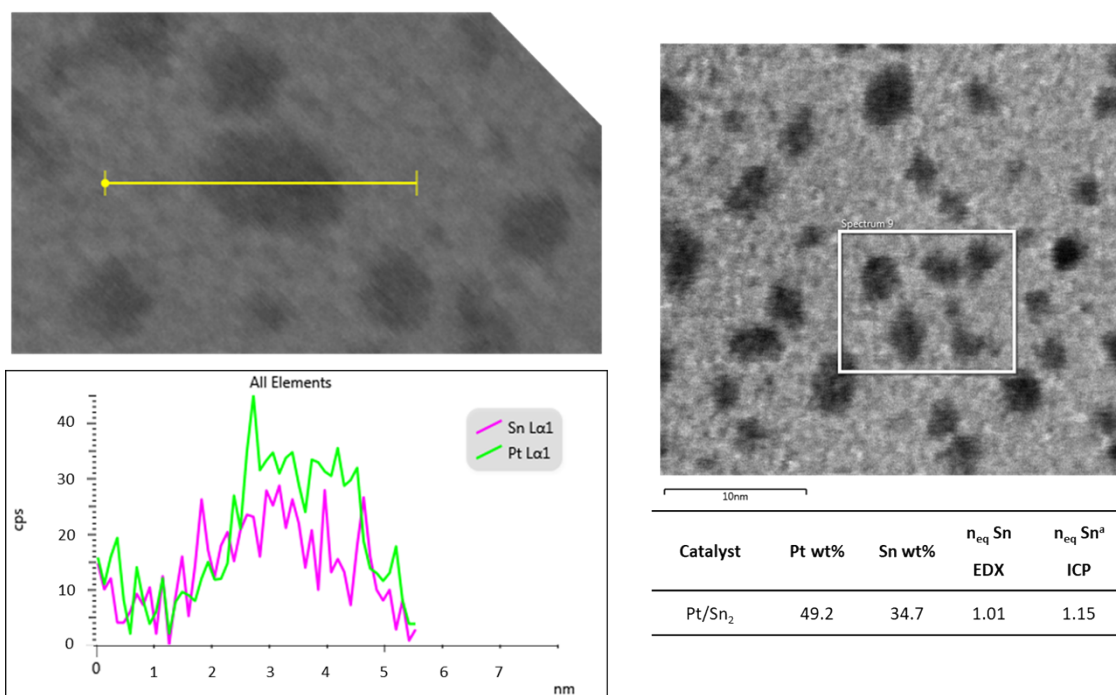 All Elements
cps
40
30
20
10
0
0 1 2 3 4 5 6 7
nm
Sn Lα1
Pt Lα1
Spectrum 9
10nm
Catalyst Pt wt% Sn wt% n_eq Sn EDX n_eq Snᵃ ICP
Pt/Sn₂ 49.2 34.7 1.01 1.15